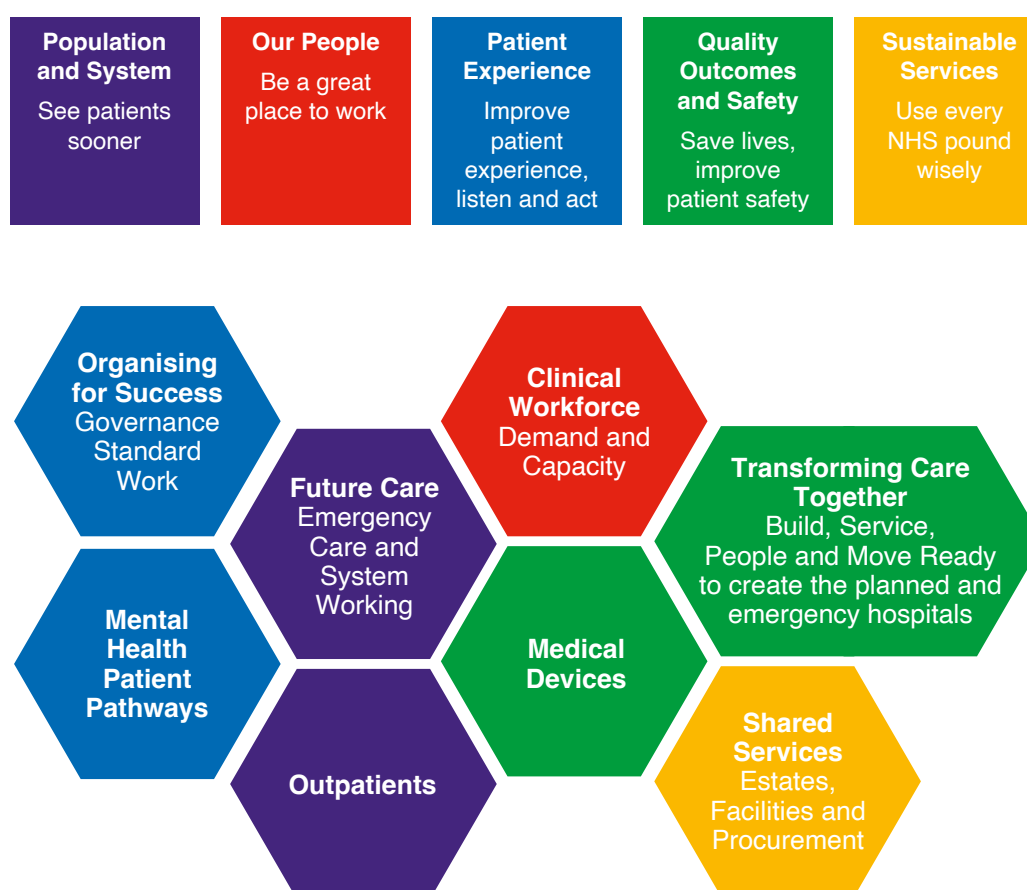 Population
and System
See patients
sooner
Our People
Be a great
place to work
Patient
Experience
Improve
patient
experience,
listen and act
Quality
Outcomes
and Safety
Save lives,
improve
patient safety
Sustainable
Services
Use every
NHS pound
wisely
Organising
for Success
Governance
Standard
Work
Future Care
Emergency
Care and
System
Working
Clinical
Workforce
Demand and
Capacity
Transforming Care
Together
Build, Service,
People and Move Ready
to create the planned and
emergency hospitals
Mental
Health
Patient
Pathways
Outpatients
Medical
Devices
Shared
Services
Estates,
Facilities and
Procurement